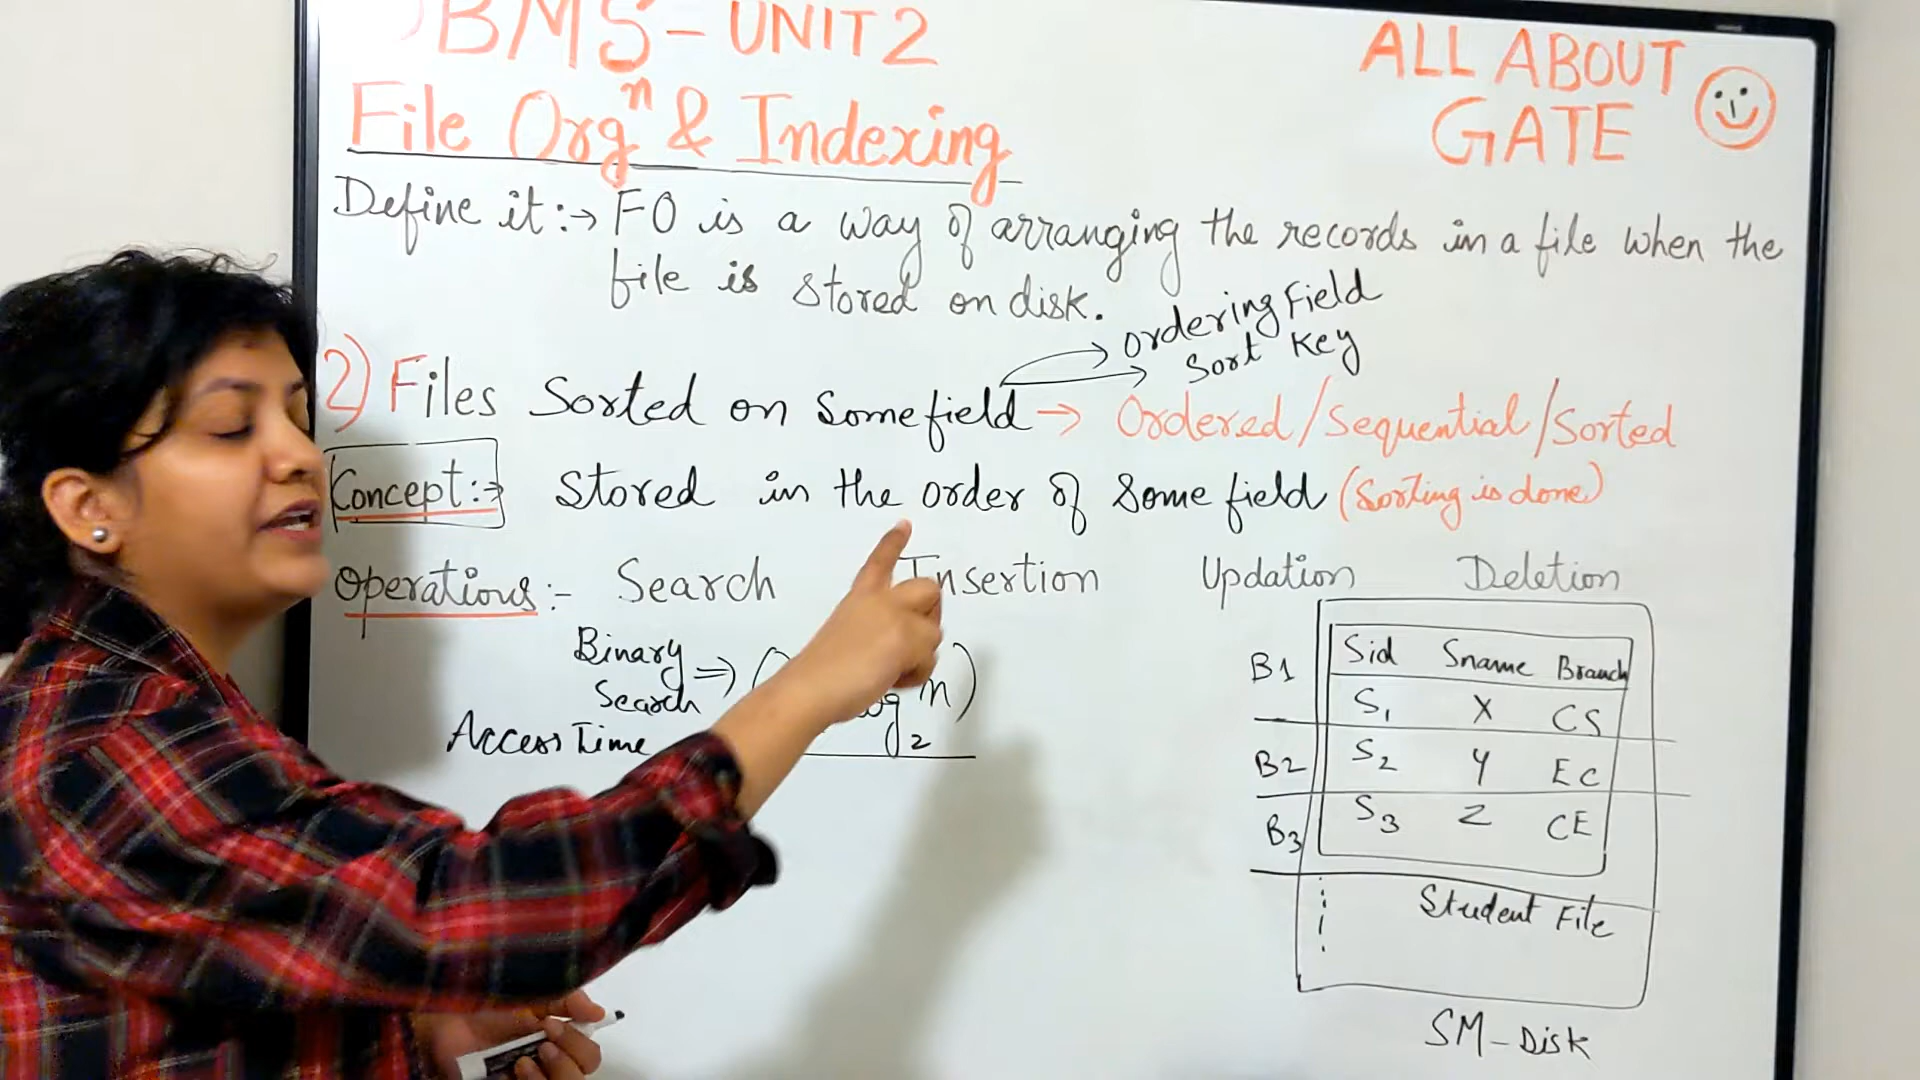 DBMS - UNIT 2
ALL ABOUT GATE
File Orgⁿ & Indexing
Define it :→ FO is a way of arranging the records in a file when the
file is stored on disk.
ordering Field
Sort Key
2) Files Sorted on Some field → Ordered/Sequential/Sorted
Concept :→ Stored in the order of Some field (Sorting is done)
Operations :- Search Insertion Updation Deletion
Binary Search ⇒
log₂ n)
Access Time
Sid Sname Branch
B1 S₁ X CS
B2 S₂ Y EC
B3 S₃ Z CE
Student File
SM - Disk